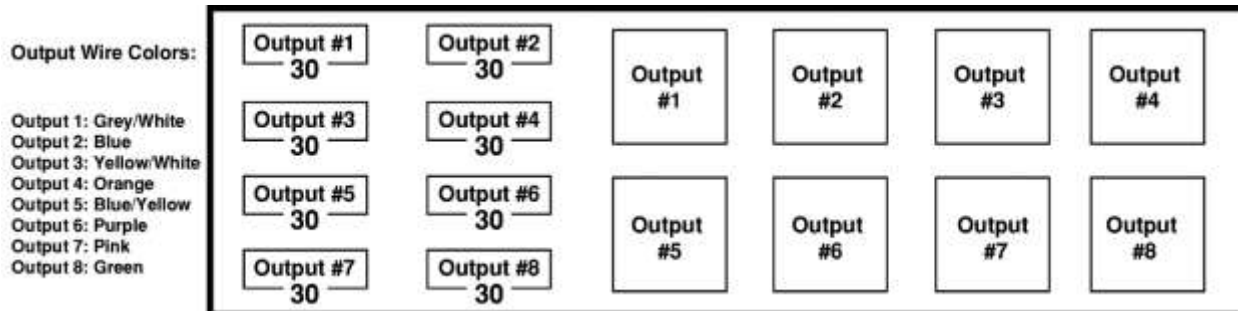 Output Wire Colors:
Output 1: Grey/White
Output 2: Blue
Output 3: Yellow/White
Output 4: Orange
Output 5: Blue/Yellow
Output 6: Purple
Output 7: Pink
Output 8: Green
Output #1
30
Output #2
30
Output #3
30
Output #4
30
Output #5
30
Output #6
30
Output #7
30
Output #8
30
Output
#1
Output
#2
Output
#3
Output
#4
Output
#5
Output
#6
Output
#7
Output
#8